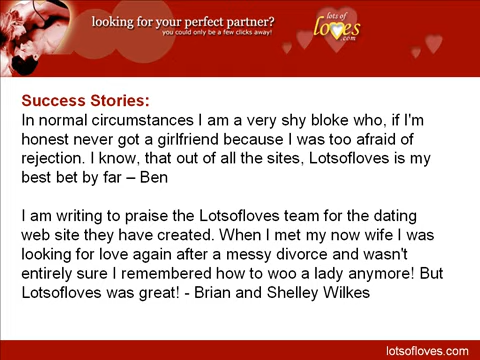 looking for your perfect partner?
you could only be a few clicks away!
lots of
loves
.com
Success Stories:
In normal circumstances I am a very shy bloke who, if I'm
honest never got a girlfriend because I was too afraid of
rejection. I know, that out of all the sites, Lotsofloves is my
best bet by far – Ben
I am writing to praise the Lotsofloves team for the dating
web site they have created. When I met my now wife I was
looking for love again after a messy divorce and wasn't
entirely sure I remembered how to woo a lady anymore! But
Lotsofloves was great! - Brian and Shelley Wilkes
lotsofloves.com